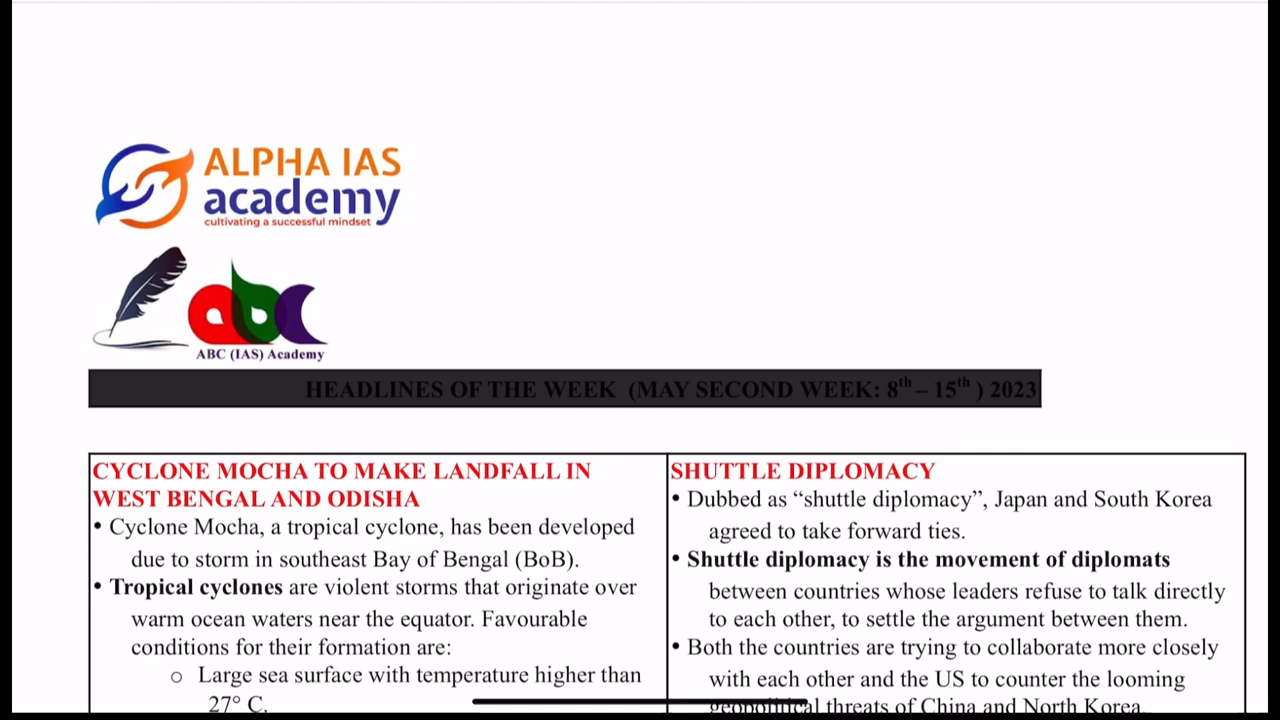 ALPHA IAS
academy
cultivating a successful mindset
abc
ABC (IAS) Academy
HEADLINES OF THE WEEK (MAY SECOND WEEK: 8th – 15th ) 2023
CYCLONE MOCHA TO MAKE LANDFALL IN
WEST BENGAL AND ODISHA
• Cyclone Mocha, a tropical cyclone, has been developed
due to storm in southeast Bay of Bengal (BoB).
• Tropical cyclones are violent storms that originate over
warm ocean waters near the equator. Favourable
conditions for their formation are:
o Large sea surface with temperature higher than
27° C.
SHUTTLE DIPLOMACY
• Dubbed as “shuttle diplomacy”, Japan and South Korea
agreed to take forward ties.
• Shuttle diplomacy is the movement of diplomats
between countries whose leaders refuse to talk directly
to each other, to settle the argument between them.
• Both the countries are trying to collaborate more closely
with each other and the US to counter the looming
geopolitical threats of China and North Korea.